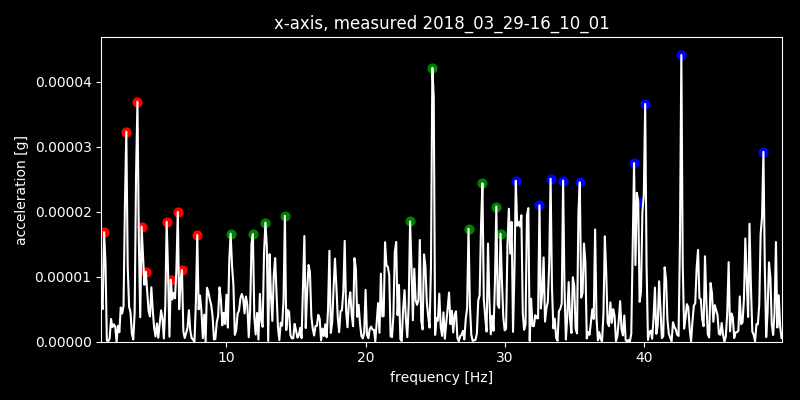 x-axis, measured 2018_03_29-16_10_01
acceleration [g]
0.00004
0.00003
0.00002
0.00001
0.00000
10 20 30 40
frequency [Hz]